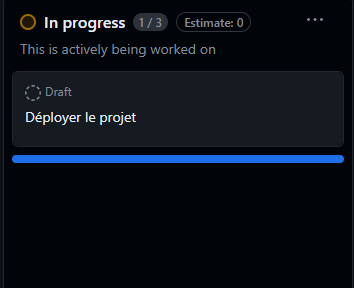 In progress 1 / 3 Estimate: 0 ...
This is actively being worked on
Draft
Déployer le projet